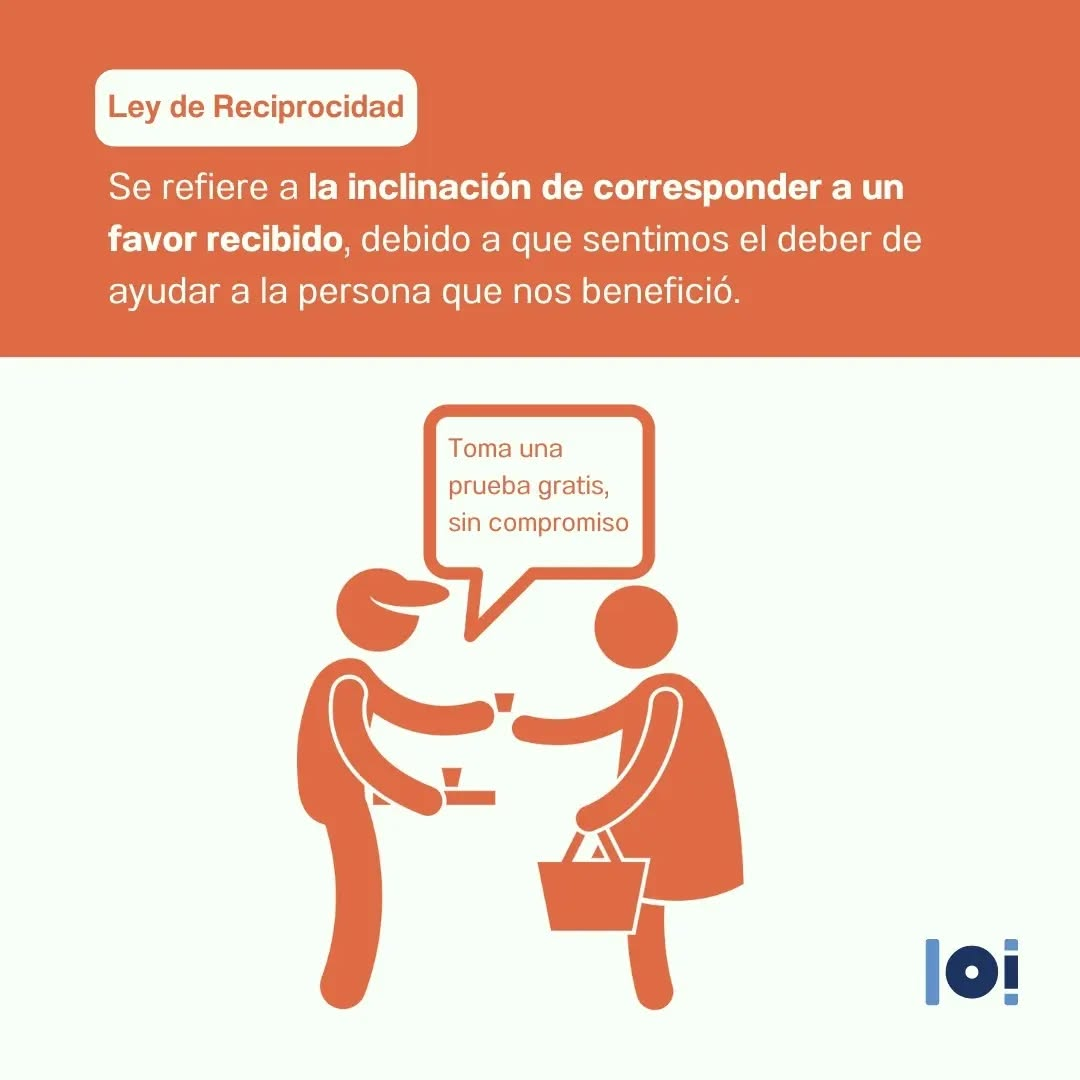 Ley de Reciprocidad
Se refiere a la inclinación de corresponder a un
favor recibido, debido a que sentimos el deber de
ayudar a la persona que nos benefició.
Toma una
prueba gratis,
sin compromiso
loi